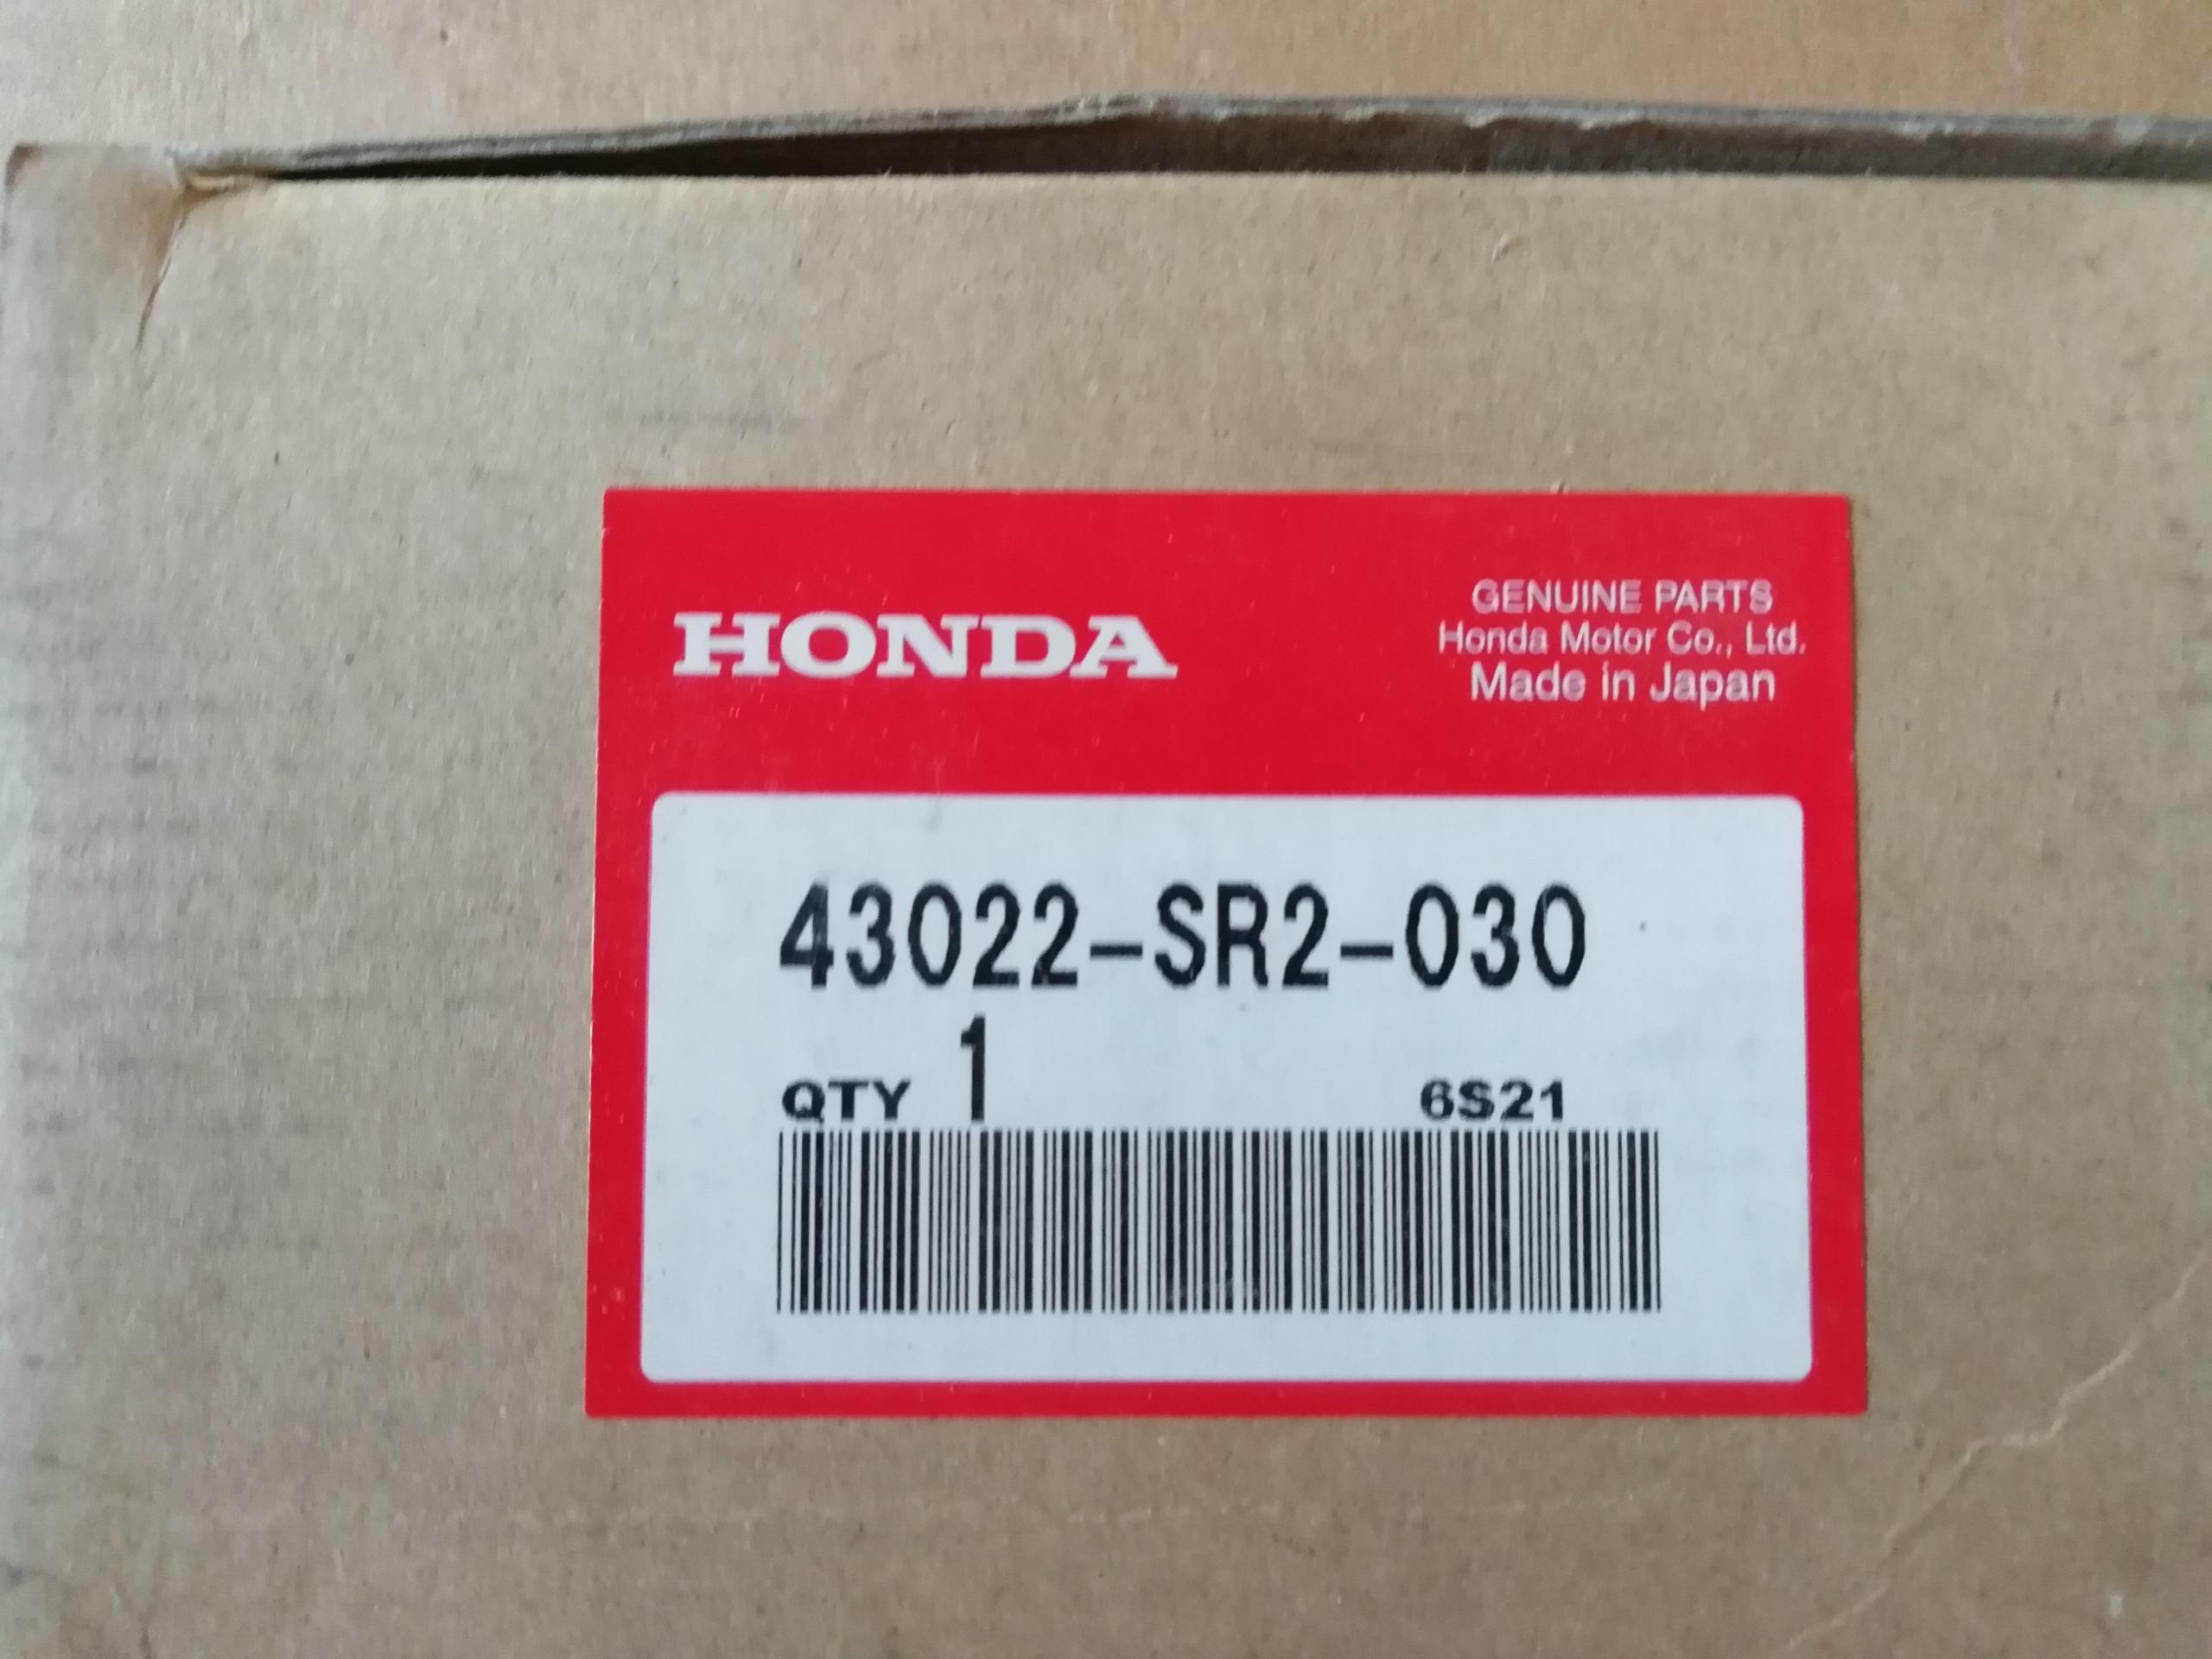 HONDA
GENUINE PARTS
Honda Motor Co., Ltd.
Made in Japan
43022-SR2-030
QTY 1 6S21